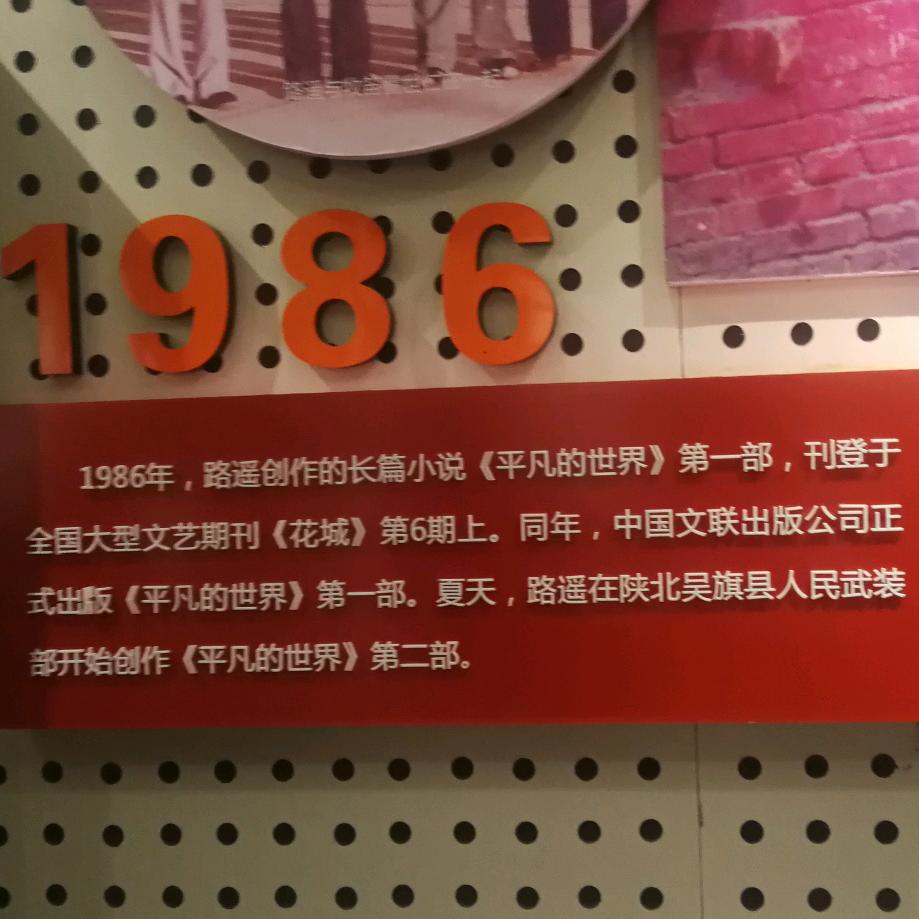 1986
1986年，路遥创作的长篇小说《平凡的世界》第一部，刊登于
全国大型文艺期刊《花城》第6期上。同年，中国文联出版公司正
式出版《平凡的世界》第一部。夏天，路遥在陕北吴旗县人民武装
部开始创作《平凡的世界》第二部。